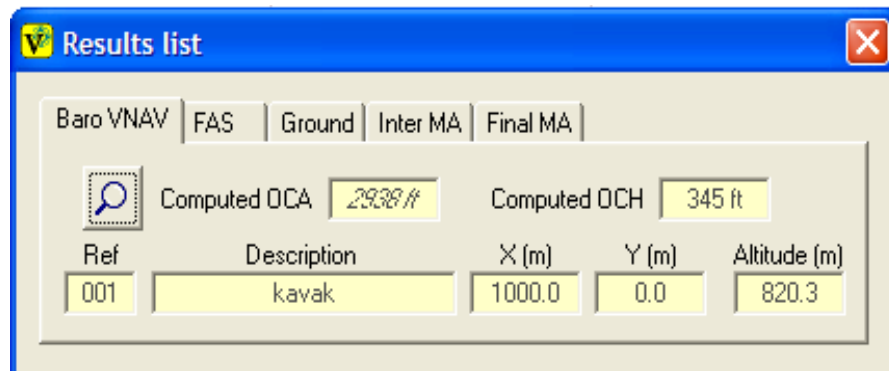 Results list
Baro VNAV FAS Ground Inter MA Final MA
Computed OCA 2938 ft Computed OCH 345 ft
Ref Description X (m) Y (m) Altitude (m)
001 kavak 1000.0 0.0 820.3